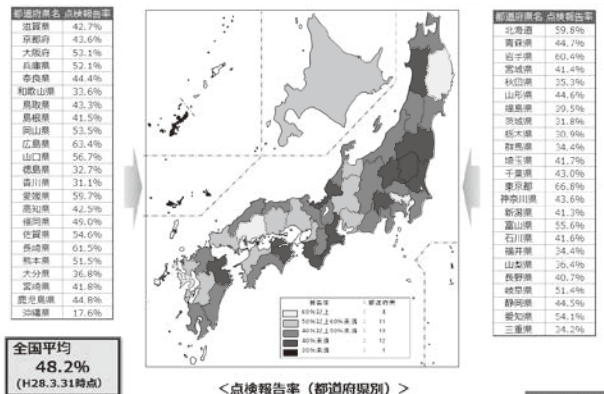 都道府県名 点検報告率
滋賀県 42.7%
京都府 43.6%
大阪府 53.1%
兵庫県 52.1%
奈良県 44.4%
和歌山県 33.6%
鳥取県 43.3%
島根県 41.5%
岡山県 53.5%
広島県 63.4%
山口県 56.7%
徳島県 32.7%
香川県 31.1%
愛媛県 59.7%
高知県 42.5%
福岡県 49.0%
佐賀県 54.6%
長崎県 61.5%
熊本県 51.5%
大分県 36.8%
宮崎県 41.8%
鹿児島県 44.8%
沖縄県 17.6%
全国平均
48.2%
(H28.3.31時点)
報告率 都道府県
60%以上
50%以上60%未満 11
40%以上50%未満
40%未満 12
20%未満 1
<点検報告率（都道府県別）>
都道府県名 点検報告率
北海道 59.8%
青森県 44.7%
岩手県 60.4%
宮城県 41.4%
秋田県 35.3%
山形県 44.6%
福島県 39.5%
茨城県 31.8%
栃木県 30.9%
群馬県 34.4%
埼玉県 41.7%
千葉県 43.0%
東京都 66.8%
神奈川県 43.6%
新潟県 41.3%
富山県 55.6%
石川県 41.6%
福井県 34.4%
山梨県 36.4%
長野県 40.7%
岐阜県 51.4%
静岡県 44.5%
愛知県 54.1%
三重県 34.2%